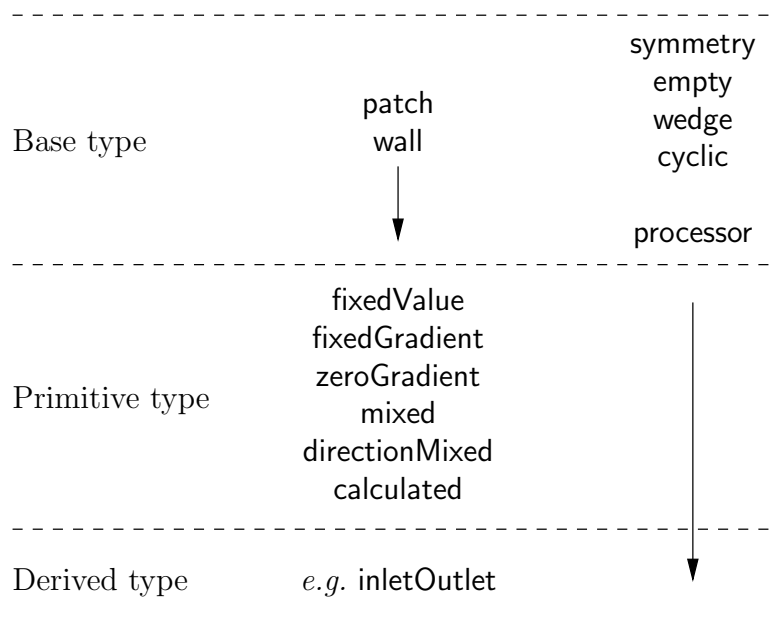 symmetry
empty
patch
wedge
Base type
wall
cyclic
processor
fixedValue
fixedGradient
zeroGradient
Primitive type
mixed
directionMixed
calculated
Derived type
e.g. inletOutlet